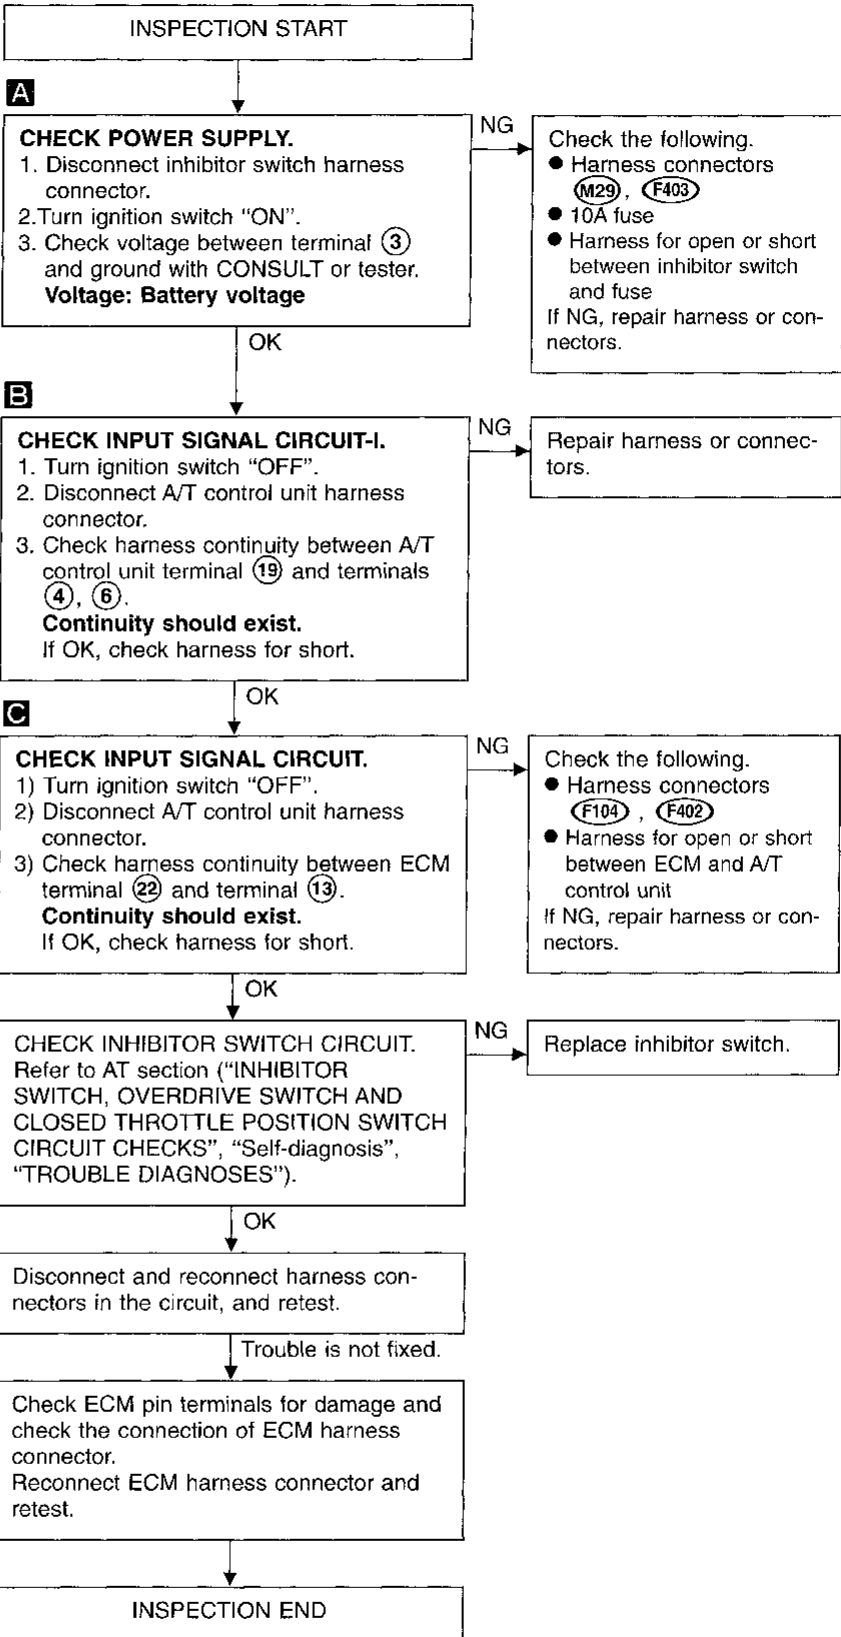 INSPECTION START
A
CHECK POWER SUPPLY.
1. Disconnect inhibitor switch harness
connector.
2.Turn ignition switch “ON”.
3. Check voltage between terminal 3
and ground with CONSULT or tester.
Voltage: Battery voltage
NG
Check the following.
● Harness connectors
M29 , F403
● 10A fuse
● Harness for open or short
between inhibitor switch
and fuse
If NG, repair harness or con-
nectors.
OK
B
CHECK INPUT SIGNAL CIRCUIT-I.
1. Turn ignition switch “OFF”.
2. Disconnect A/T control unit harness
connector.
3. Check harness continuity between A/T
control unit terminal 19 and terminals
4, 6.
Continuity should exist.
If OK, check harness for short.
NG
Repair harness or connec-
tors.
OK
C
CHECK INPUT SIGNAL CIRCUIT.
1) Turn ignition switch “OFF”.
2) Disconnect A/T control unit harness
connector.
3) Check harness continuity between ECM
terminal 22 and terminal 13.
Continuity should exist.
If OK, check harness for short.
NG
Check the following.
● Harness connectors
F104 , F402
● Harness for open or short
between ECM and A/T
control unit
If NG, repair harness or con-
nectors.
OK
CHECK INHIBITOR SWITCH CIRCUIT.
Refer to AT section (“INHIBITOR
SWITCH, OVERDRIVE SWITCH AND
CLOSED THROTTLE POSITION SWITCH
CIRCUIT CHECKS”, “Self-diagnosis”,
“TROUBLE DIAGNOSES”).
NG
Replace inhibitor switch.
OK
Disconnect and reconnect harness con-
nectors in the circuit, and retest.
Trouble is not fixed.
Check ECM pin terminals for damage and
check the connection of ECM harness
connector.
Reconnect ECM harness connector and
retest.
INSPECTION END